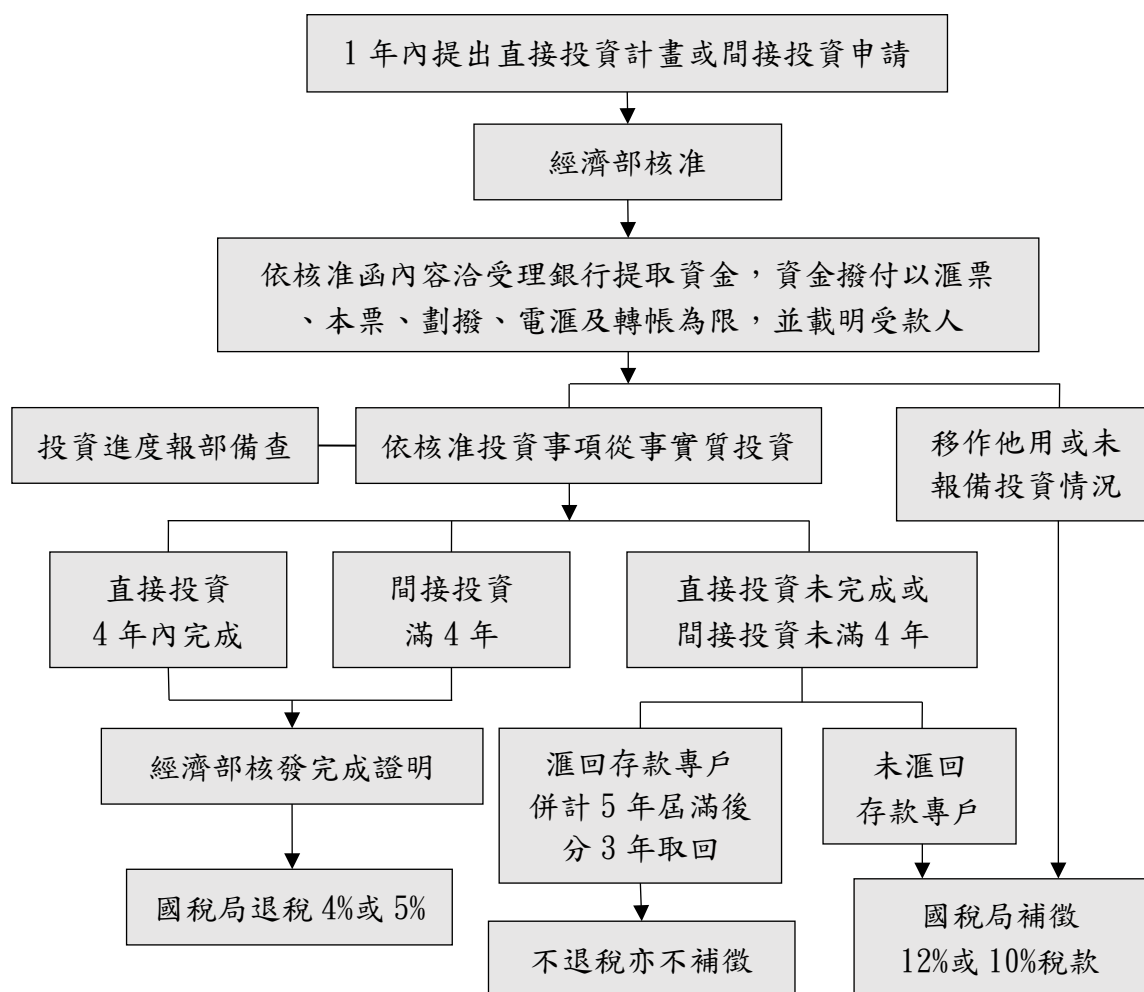 1 年內提出直接投資計畫或間接投資申請
經濟部核准
依核准函內容洽受理銀行提取資金，資金撥付以滙票
、本票、劃撥、電滙及轉帳為限，並載明受款人
投資進度報部備查
依核准投資事項從事實質投資
移作他用或未
報備投資情況
直接投資
4 年內完成
間接投資
滿 4 年
直接投資未完成或
間接投資未滿 4 年
經濟部核發完成證明
滙回存款專戶
併計 5 年屆滿後
分 3 年取回
未滙回
存款專戶
國稅局退稅 4%或 5%
不退稅亦不補徵
國稅局補徵
12%或 10%稅款